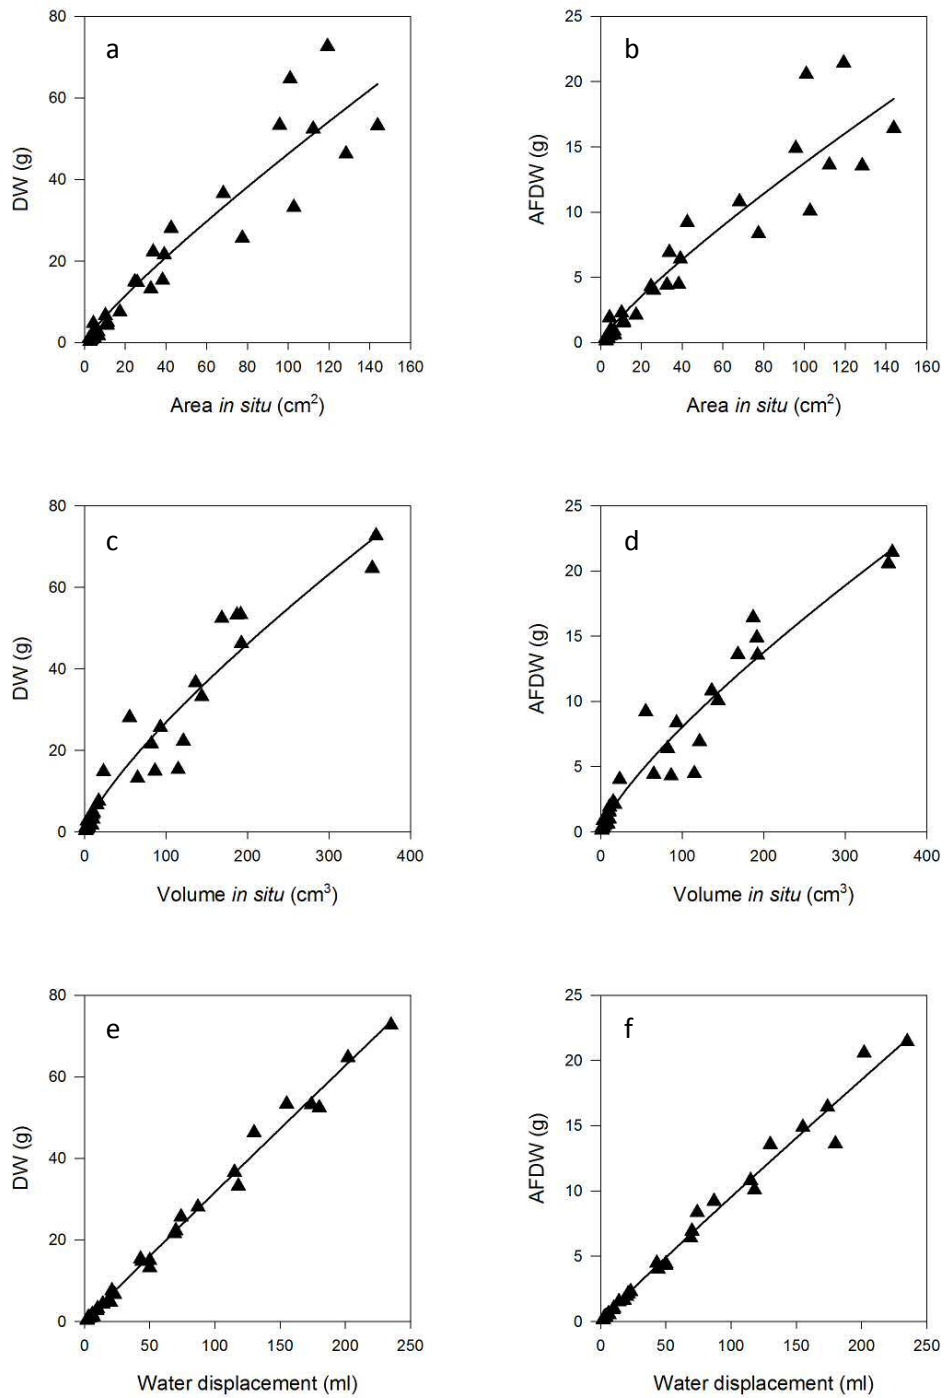 a
DW (g)
80
60
40
20
0
0 20 40 60 80 100 120 140 160
Area in situ (cm²)
b
AFDW (g)
25
20
15
10
5
0
0 20 40 60 80 100 120 140 160
Area in situ (cm²)
c
DW (g)
80
60
40
20
0
0 100 200 300 400
Volume in situ (cm³)
d
AFDW (g)
25
20
15
10
5
0
0 100 200 300 400
Volume in situ (cm³)
e
DW (g)
80
60
40
20
0
0 50 100 150 200 250
Water displacement (ml)
f
AFDW (g)
25
20
15
10
5
0
0 50 100 150 200 250
Water displacement (ml)